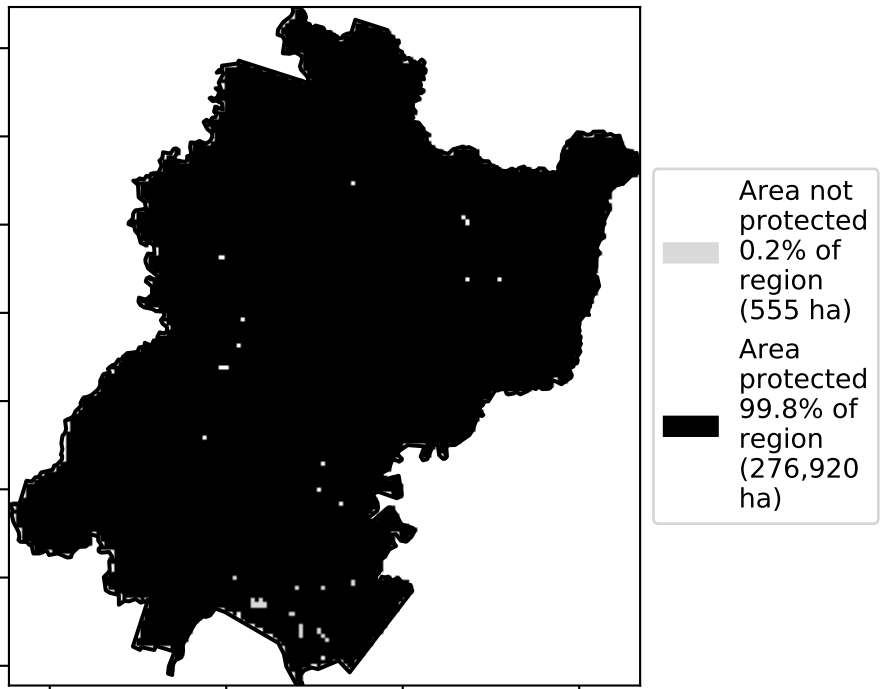 Area not
protected
0.2% of
region
(555 ha)
Area
protected
99.8% of
region
(276,920
ha)